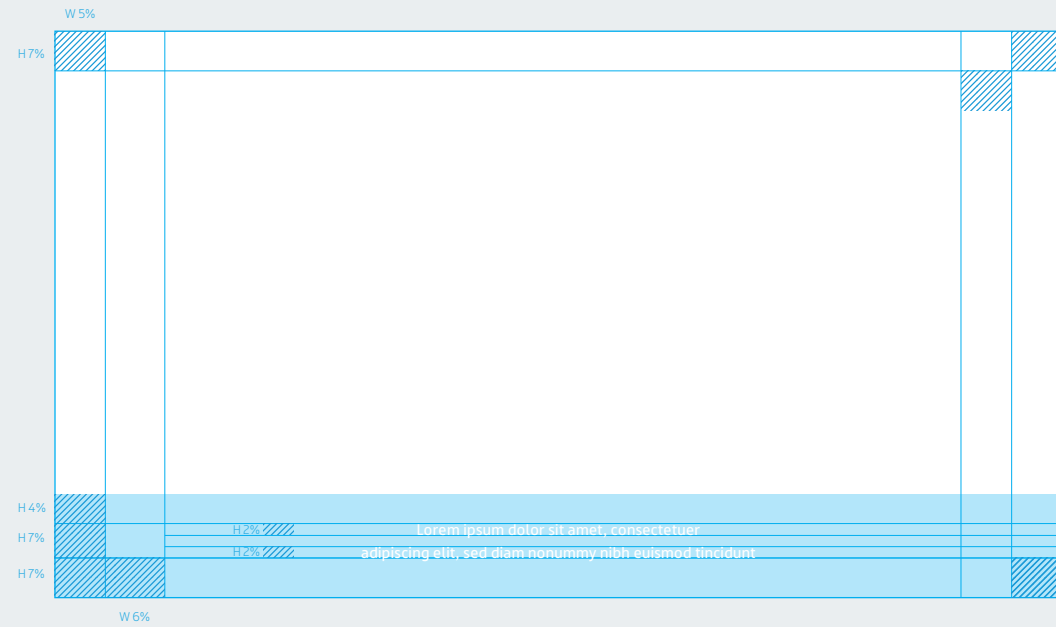 W 5%
H 7%
H 4%
H 2%
Lorem ipsum dolor sit amet, consectetuer
H 7%
H 2%
adipiscing elit, sed diam nonummy nibh euismod tincidunt
H 7%
W 6%